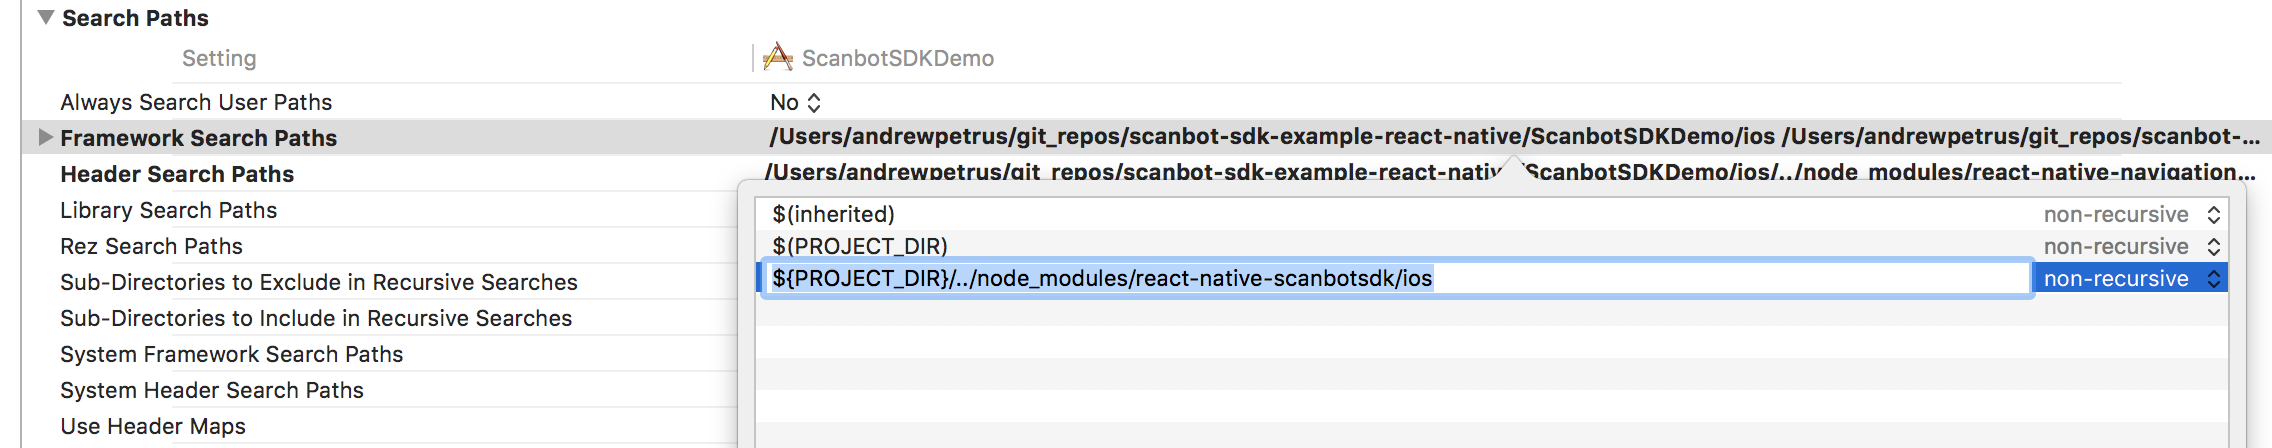 Search Paths
Setting ScanbotSDKDemo
Always Search User Paths No
Framework Search Paths /Users/andrewpetrus/git_repos/scanbot-sdk-example-react-native/ScanbotSDKDemo/ios /Users/andrewpetrus/git_repos/scanbot-...
Header Search Paths /Users/andrewpetrus/git_repos/scanbot-sdk-example-react-native/ScanbotSDKDemo/ios/../node_modules/react-native-navigation...
Library Search Paths $(inherited) non-recursive
Rez Search Paths $(PROJECT_DIR) non-recursive
Sub-Directories to Exclude in Recursive Searches ${PROJECT_DIR}/../node_modules/react-native-scanbotsdk/ios non-recursive
Sub-Directories to Include in Recursive Searches
System Framework Search Paths
System Header Search Paths
Use Header Maps